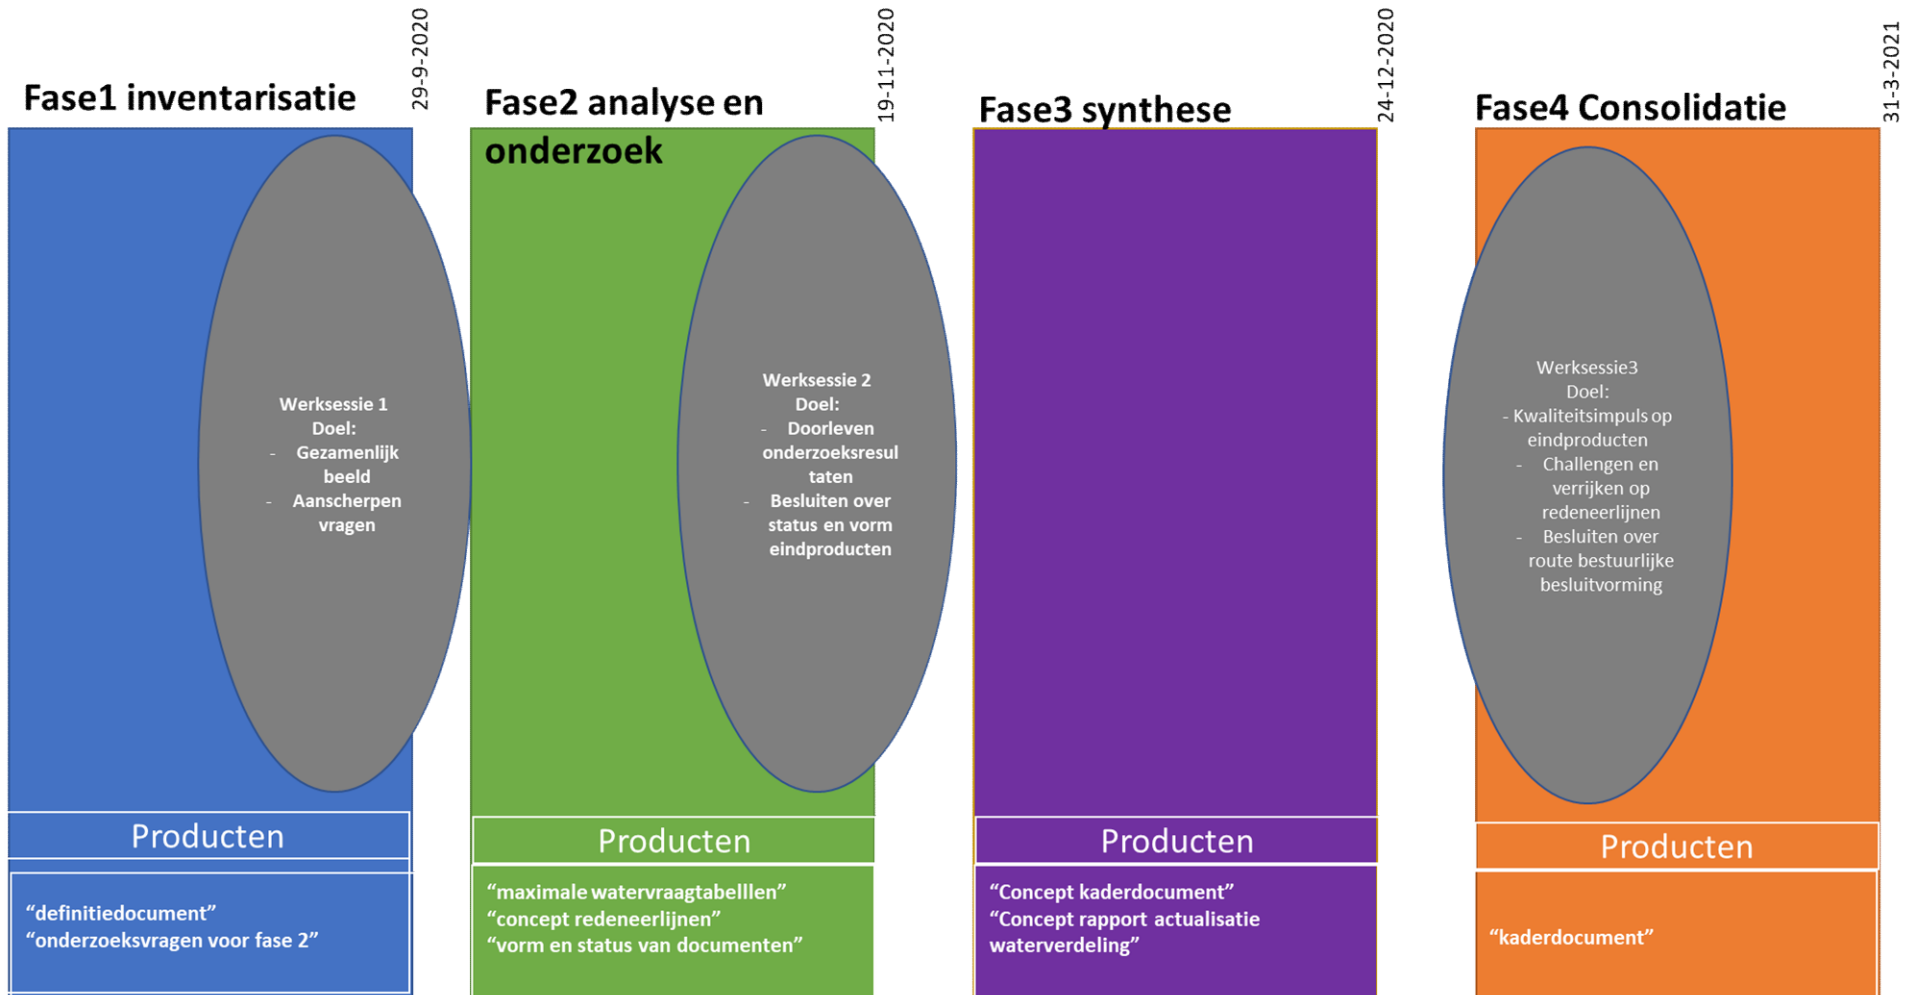 Fase1 inventarisatie
29-9-2020
Werksessie 1
Doel:
- Gezamenlijk
beeld
- Aanscherpen
vragen
Producten
“definitiedocument”
“onderzoeksvragen voor fase 2”
Fase2 analyse en
onderzoek
19-11-2020
Werksessie 2
Doel:
- Doorleven
onderzoeksresul
taten
- Besluiten over
status en vorm
eindproducten
Producten
“maximale watervraagtabelllen”
“concept redeneerlijnen”
“vorm en status van documenten”
Fase3 synthese
24-12-2020
Producten
“Concept kaderdocument”
“Concept rapport actualisatie
waterverdeling”
Fase4 Consolidatie
31-3-2021
Werksessie3
Doel:
- Kwaliteitsimpuls op
eindproducten
- Challengen en
verrijken op
redeneerlijnen
- Besluiten over
route bestuurlijke
besluitvorming
Producten
“kaderdocument”